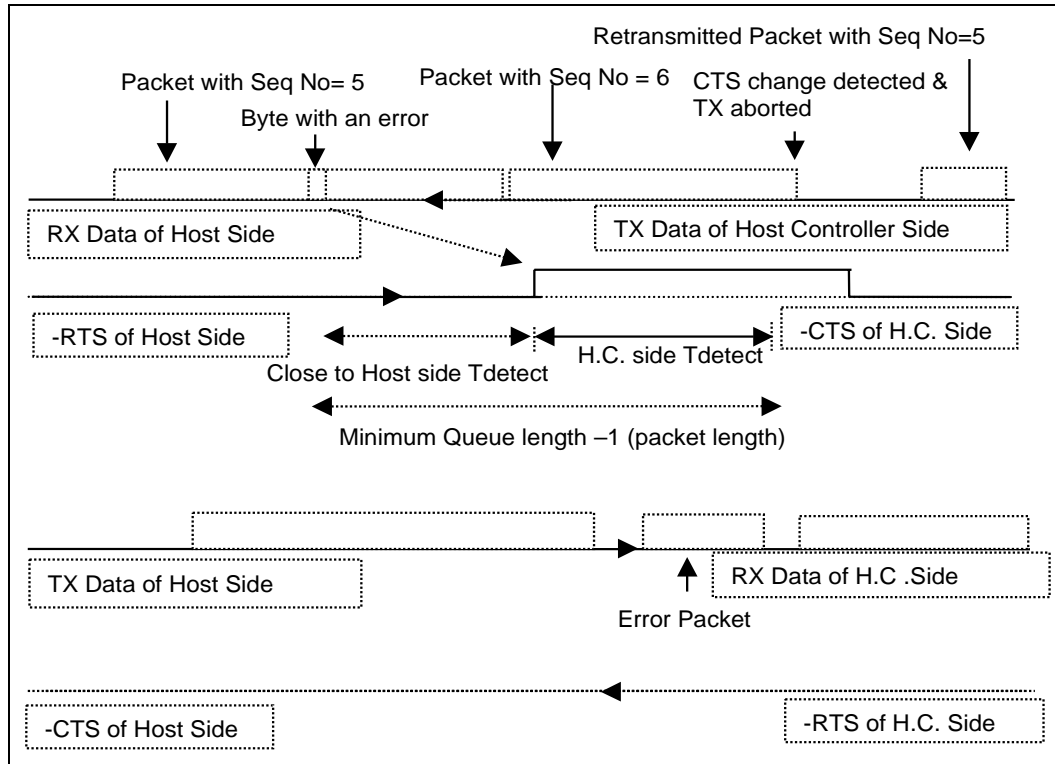 Retransmitted Packet with Seq No=5
Packet with Seq No= 5
Packet with Seq No = 6
CTS change detected &
TX aborted
Byte with an error
RX Data of Host Side
TX Data of Host Controller Side
-RTS of Host Side
-CTS of H.C. Side
H.C. side Tdetect
Close to Host side Tdetect
Minimum Queue length –1 (packet length)
TX Data of Host Side
RX Data of H.C .Side
Error Packet
-CTS of Host Side
-RTS of H.C. Side